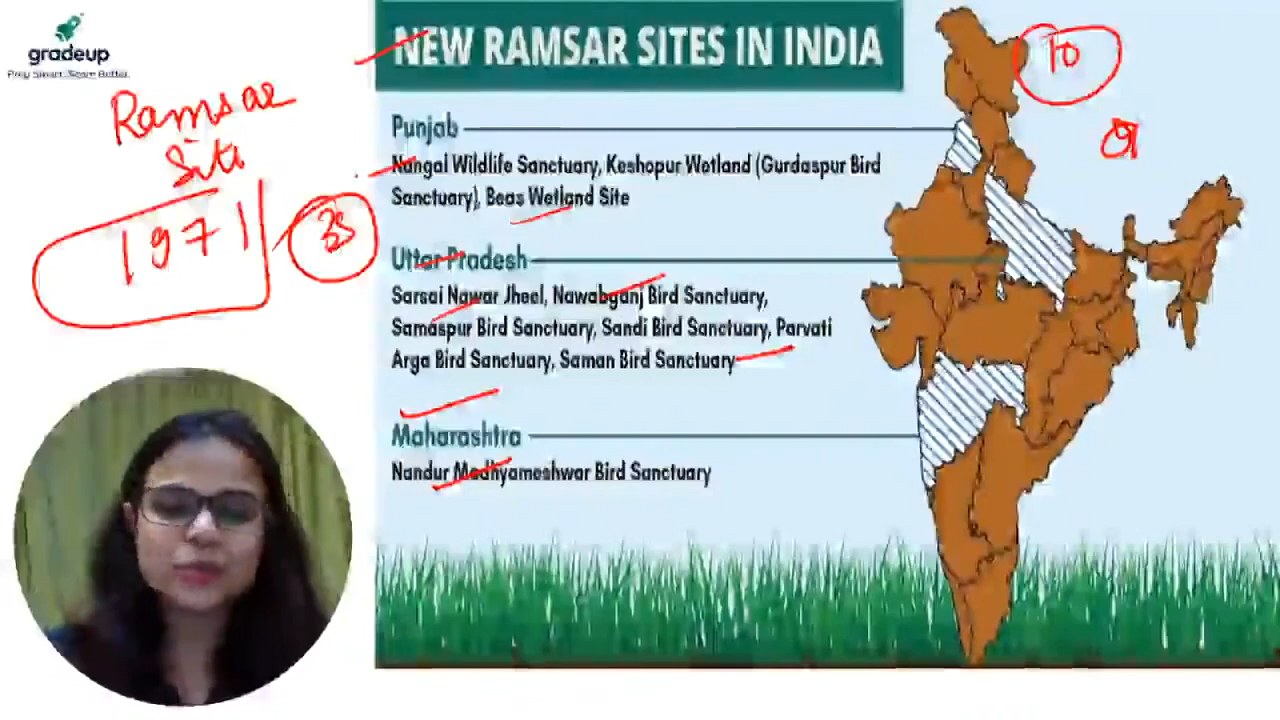 gradeup
Prep Smart. Score Better.
Ramsar
Site
1971
NEW RAMSAR SITES IN INDIA
10
Punjab
Nangal Wildlife Sanctuary, Keshopur Wetland (Gurdaspur Bird
Sanctuary), Beas Wetland Site
Uttar Pradesh
Sarsai Nawar Jheel, Nawabganj Bird Sanctuary,
Samaspur Bird Sanctuary, Sandi Bird Sanctuary, Parvati
Arga Bird Sanctuary, Saman Bird Sanctuary
Maharashtra
Nandur Madhyameshwar Bird Sanctuary